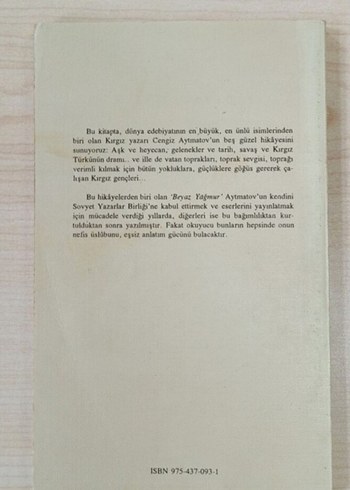 Bu kitapta, dünya edebiyatının en büyük, en ünlü isimlerinden
biri olan Kırgız yazarı Cengiz Aytmatov'un beş güzel hikâyesini
sunuyoruz: Aşk ve heyecan; gelenekler ve tarih, savaş ve Kırgız
Türkünün dramı.. ve ille de vatan toprakları, toprak sevgisi, toprağı
verimli kılmak için bütün yokluklara, güçlüklere göğüs gererek ça-
lışan Kırgız gençleri...
Bu hikâyelerden biri olan 'Beyaz Yağmur' Aytmatov'un kendini
Sovyet Yazarlar Birliği'ne kabul ettirmek ve eserlerini yayınlatmak
için mücadele verdiği yıllarda, diğerleri ise bu bağımlılıktan kur-
tulduktan sonra yazılmıştır. Fakat okuyucu bunların hepsinde onun
nefis üslûbunu, eşsiz anlatım gücünü bulacaktır.
ISBN 975-437-093-1